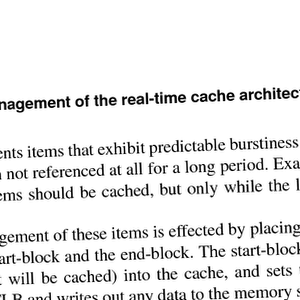 nagement of the real-time cache architec
ents items that exhibit predictable burstiness
not referenced at all for a long period. Exa
ems should be cached, but only while the l
gement of these items is effected by placing
art-block and the end-block. The start-block
will be cached) into the cache, and sets
LB and writes out any data to the memory s